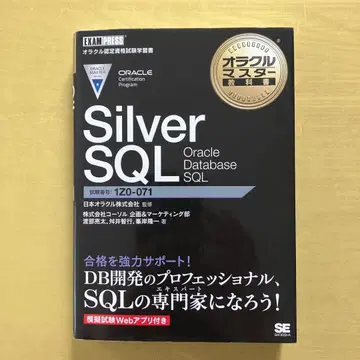 EXAMPRESS
オラクル認定資格試験学習書
ORACLE
Certification
Program
オラクル
マスター
教科書
Silver
SQL
Oracle
Database
SQL
試験番号 1Z0-071
日本オラクル株式会社 監修
株式会社コーソル 企画&マーケティング部
渡部亮太、舛井智行、峯岸隆一 著
合格を強力サポート!
DB開発のプロフェッショナル、
SQLの専門家になろう!
エキスパート
模擬試験Webアプリ付き
SE
SHOEISHA